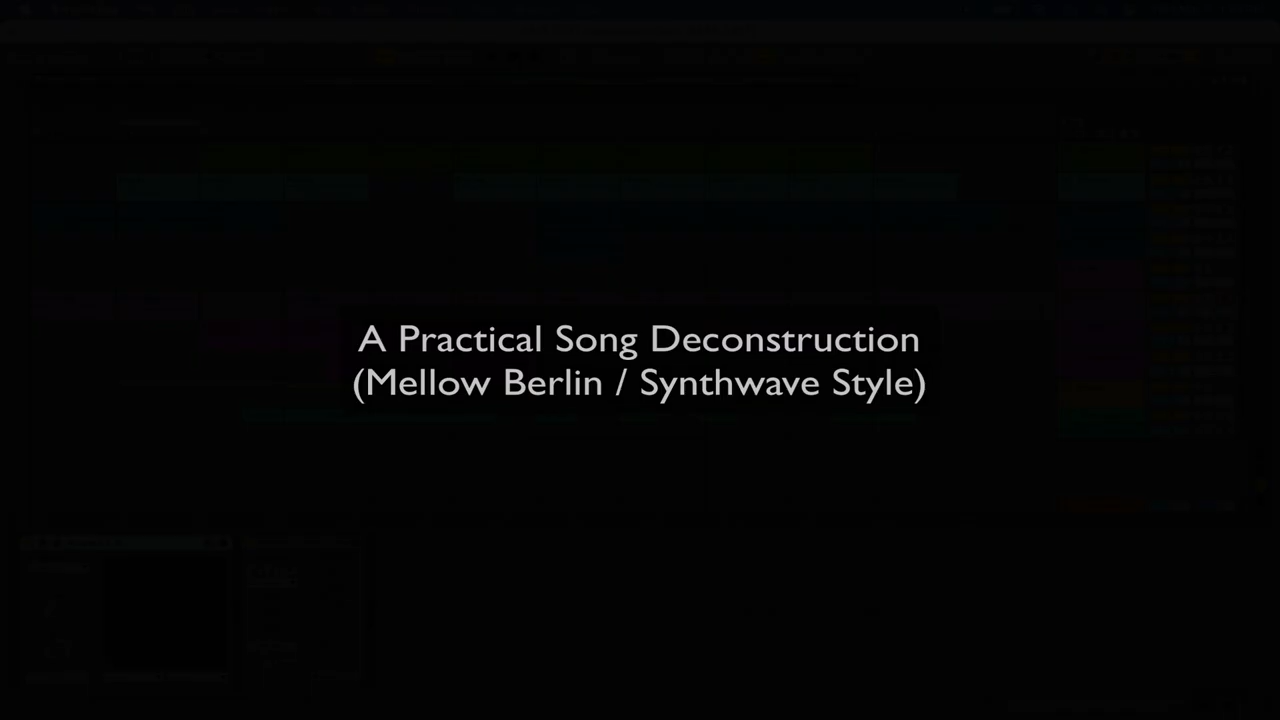 A Practical Song Deconstruction
(Mellow Berlin / Synthwave Style)